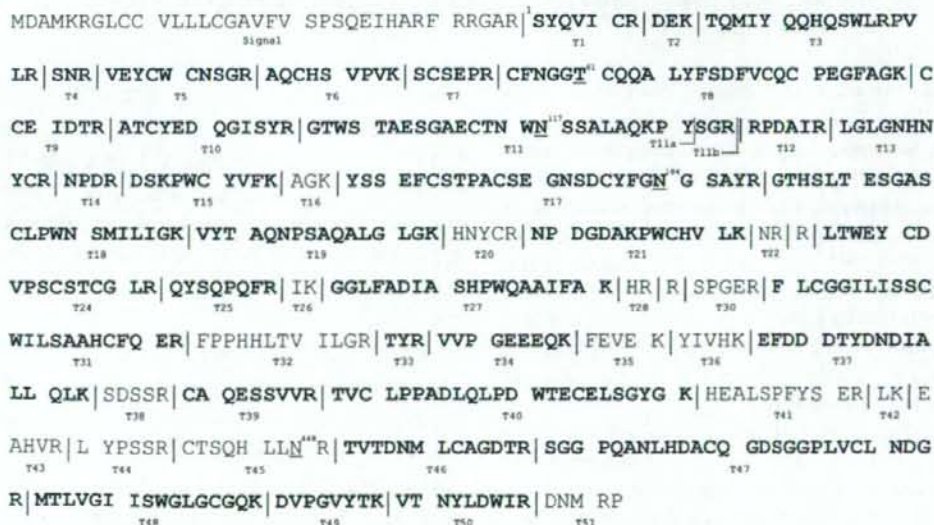 MDAMKRGLCC VLLLCGAVFV SPSQEIHARF RRGAR|¹SYQVI CR|DEK|TQMIY QQHQSWLRPV
Signal T1 T2 T3
LR|SNR|VEYCW CNSGR|AQCHS VPVK|SCSEPR|CFNGGT⁶¹ CQQA LYFSDFVCQC PEGFAGK|C
T4 T5 T6 T7 T8
CE IDTR|ATCYED QGISYR|GTWS TAESGAECTN WN¹¹⁷SSALAQKP Y|SGR||RPDAIR|LGLGNHN
T9 T10 T11 T11a T11b T12 T13
YCR|NPDR|DSKPWC YVFK|AGK|YSS EFCSTPACSE GNSDCYFGN¹⁸⁴G SAYR|GTHSLT ESGAS
T14 T15 T16 T17
CLPWN SMILIGK|VYT AQNPSAQALG LGK|HNYCR|NP DGDAKPWCHV LK|NR|R|LTWEYC D
T18 T19 T20 T21 T22
VPSCSTCG LR|QYSQPQFR|IK|GGLFADIA SHPWQAAIFA K|HR|R|SPGER|F LCGGILISSC
T24 T25 T26 T27 T28 T30
WILSAAHCFQ ER|FPPHHLTV ILGR|TYR|VVP GEEEQK|FEVE K|YIVHK|EFDD DTYDNDIA
T31 T32 T33 T34 T35 T36 T37
LL QLK|SDSSR|CA QESSVVR|TVC LPPADLQLPD WTECELSGYG K|HEALSPFYS ER|LK|E
T38 T39 T40 T41 T42
AHVR|L YPSSR|CTSQH LLN⁴⁴⁸R|TVTDNM LCAGDTR|SGG PQANLHDACQ GDSGGPLVCL NDG
T43 T44 T45 T46 T47
R|MTLVGI ISWGLGCGQK|DVPGVYTK|VT NYLDWIR|DNM RP
T48 T49 T50 T51